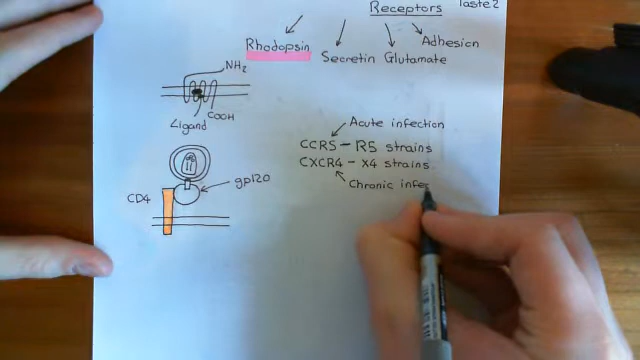 Receptors
Taste2
Rhodopsin
Secretin
Glutamate
Adhesion
NH2
COOH
Ligand
CD4
gp120
Acute infection
CCR5 - R5 strains
CXCR4 - X4 strains
Chronic infe